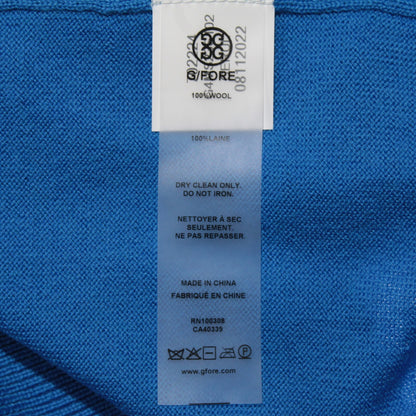 G/FORE
100%WOOL
08112022
100%LAINE
DRY CLEAN ONLY.
DO NOT IRON.
NETTOYER À SEC
SEULEMENT.
NE PAS REPASSER.
MADE IN CHINA
FABRIQUÉ EN CHINE
RN100308
CA40335
www.gfore.com